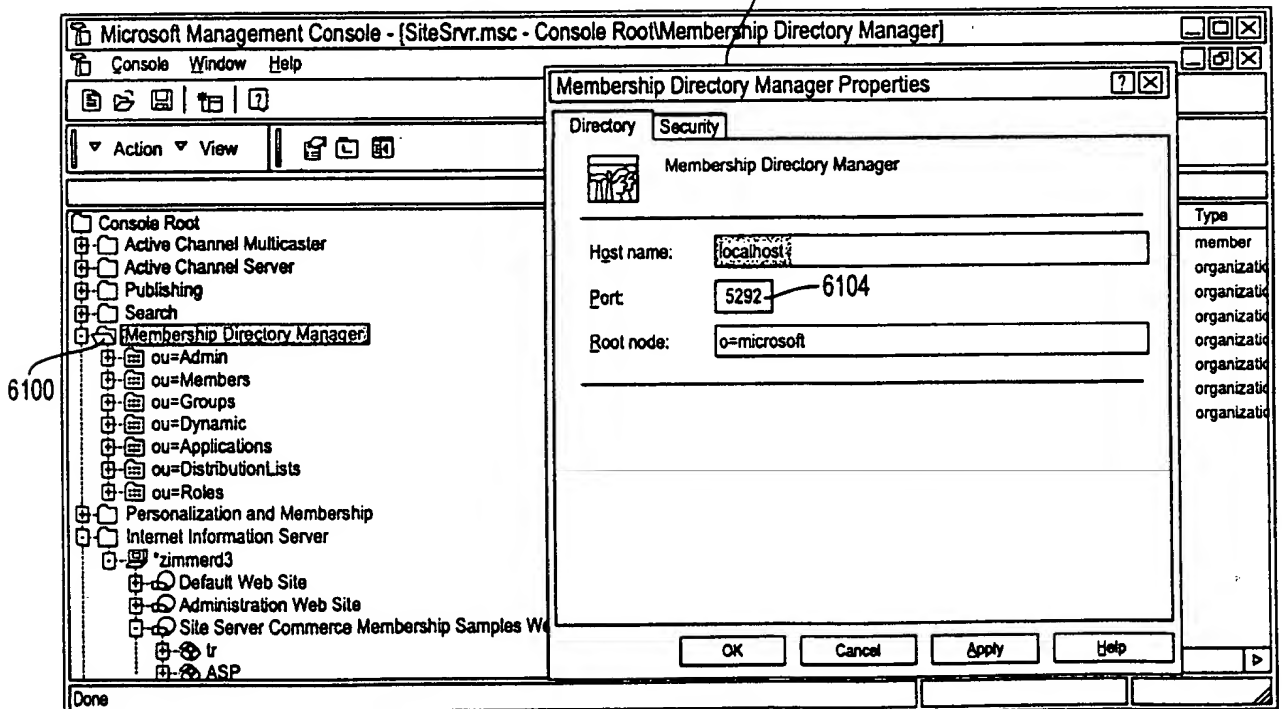 Microsoft Management Console - [SiteSrvr.msc - Console Root\Membership Directory Manager]
Console Window Help
Action View
Console Root
Active Channel Multicaster
Active Channel Server
Publishing
Search
Membership Directory Manager
6100
ou=Admin
ou=Members
ou=Groups
ou=Dynamic
ou=Applications
ou=DistributionLists
ou=Roles
Personalization and Membership
Internet Information Server
*zimmerd3
Default Web Site
Administration Web Site
Site Server Commerce Membership Samples We
tr
ASP
Done
Membership Directory Manager Properties
Directory Security
Membership Directory Manager
Host name: localhost
Port: 5292 6104
Root node: o=microsoft
OK Cancel Apply Help
Type
member
organizatio
organizatio
organizatio
organizatio
organizatio
organizatio
organizatio